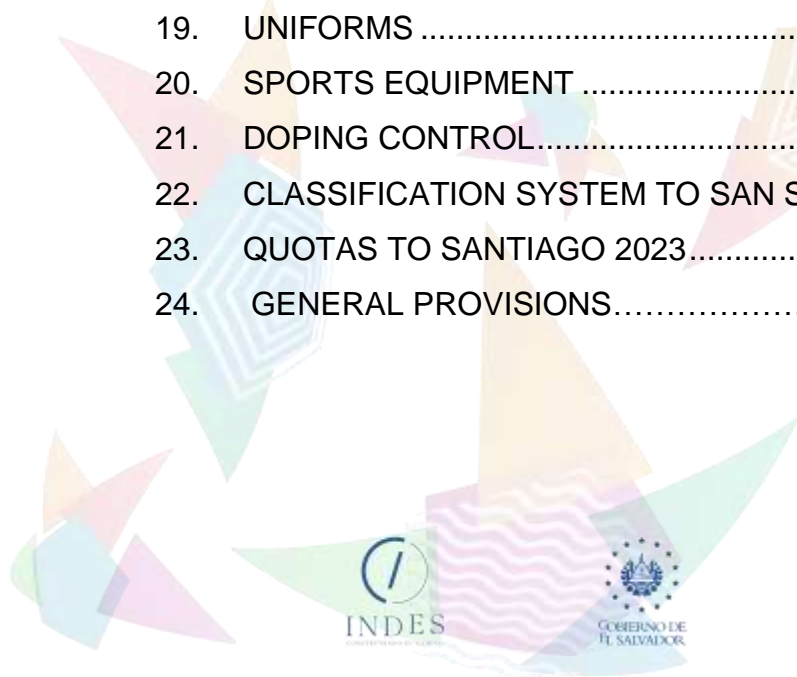 19. UNIFORMS ........................................
20. SPORTS EQUIPMENT .......................
21. DOPING CONTROL............................
22. CLASSIFICATION SYSTEM TO SAN S
23. QUOTAS TO SANTIAGO 2023............
24. GENERAL PROVISIONS………………..
INDES
GOBIERNO DE
EL SALVADOR